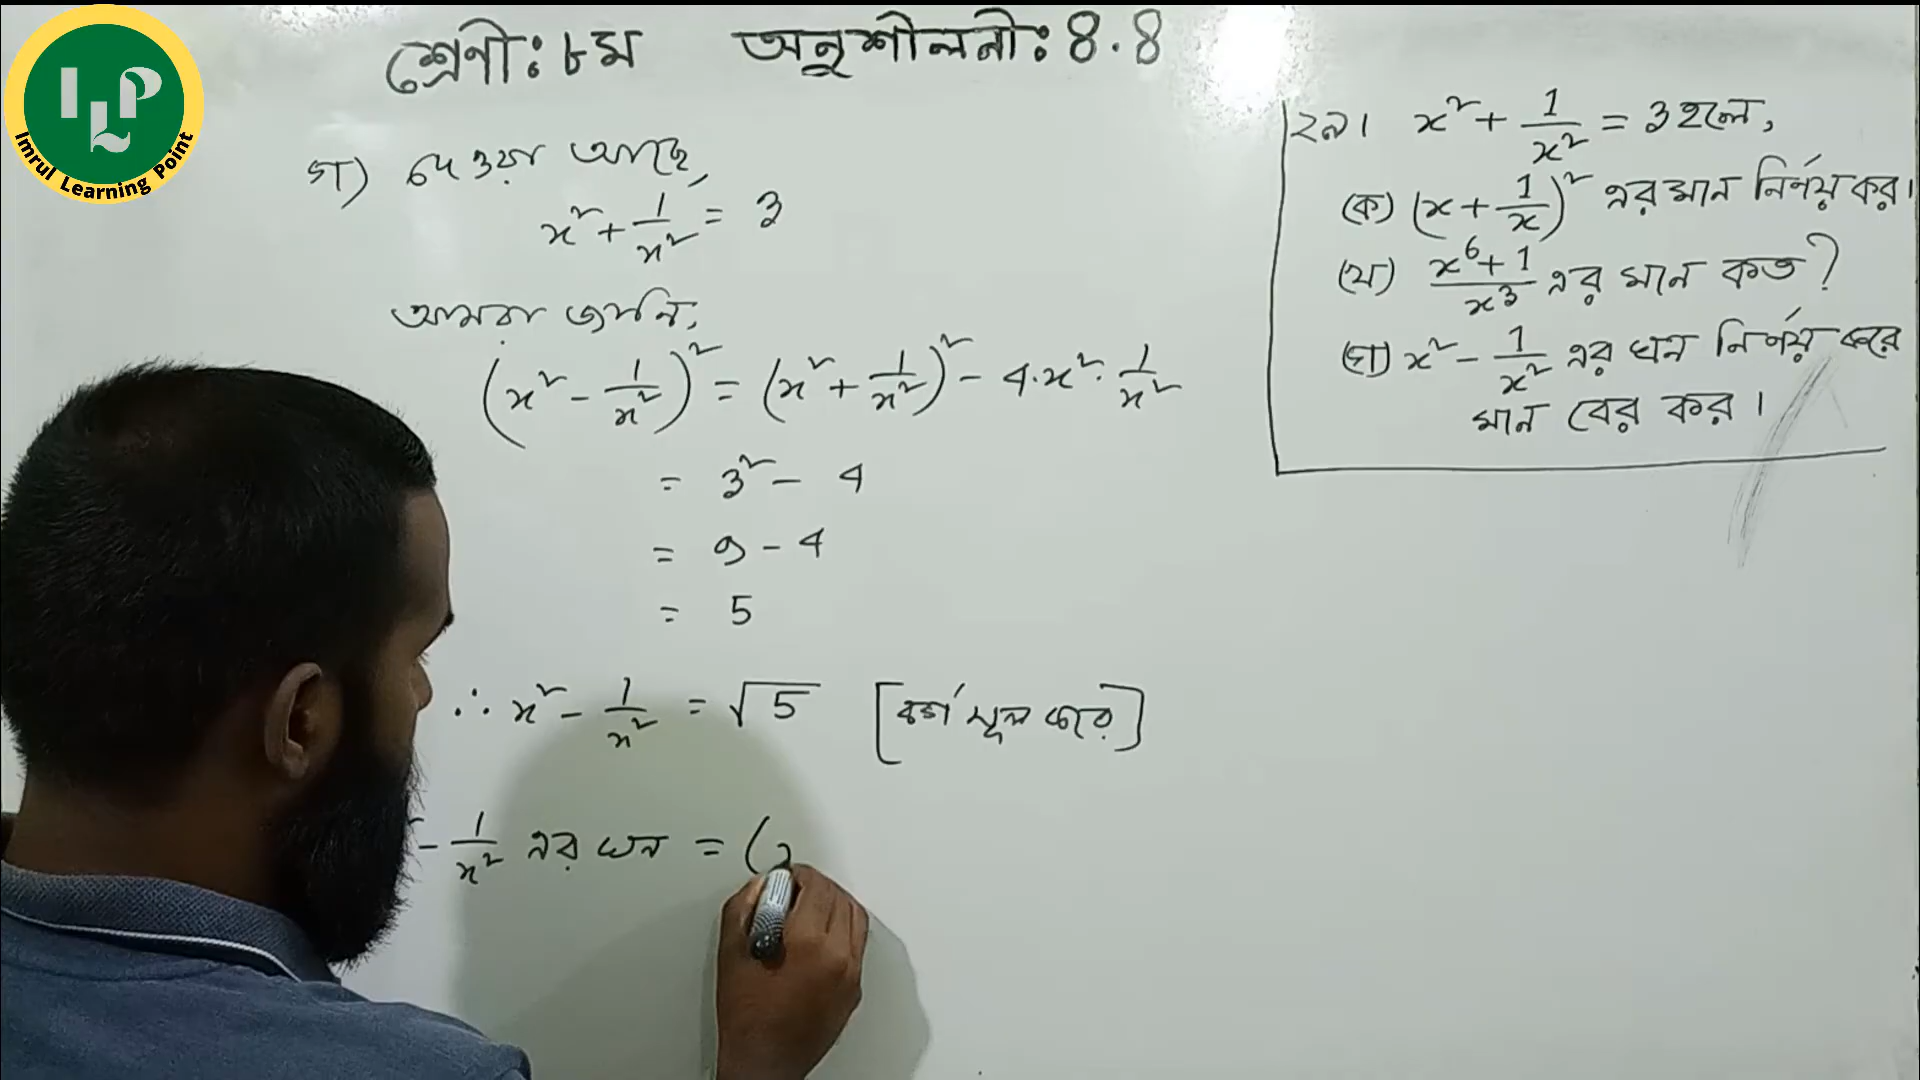 ILP
Imrul Learning Point
শ্রেণী: ৮ম অনুশীলনী: ৪.৪
গ) দেওয়া আছে,
x² + 1/x² = 3
আমরা জানি,
(x² - 1/x²)² = (x² + 1/x²)² - 4·x²·1/x²
= 3² - 4
= 9 - 4
= 5
∴ x² - 1/x² = √5 [বর্গমূল করে]
- 1/x² এর ঘন = (
২৯। x² + 1/x² = 3 হলে,
(ক) (x + 1/x)² এর মান নির্ণয় কর।
(খ) x⁶+1/x³ এর মান কত?
(গ) x² - 1/x² এর ঘন নির্ণয় করে
মান বের কর।